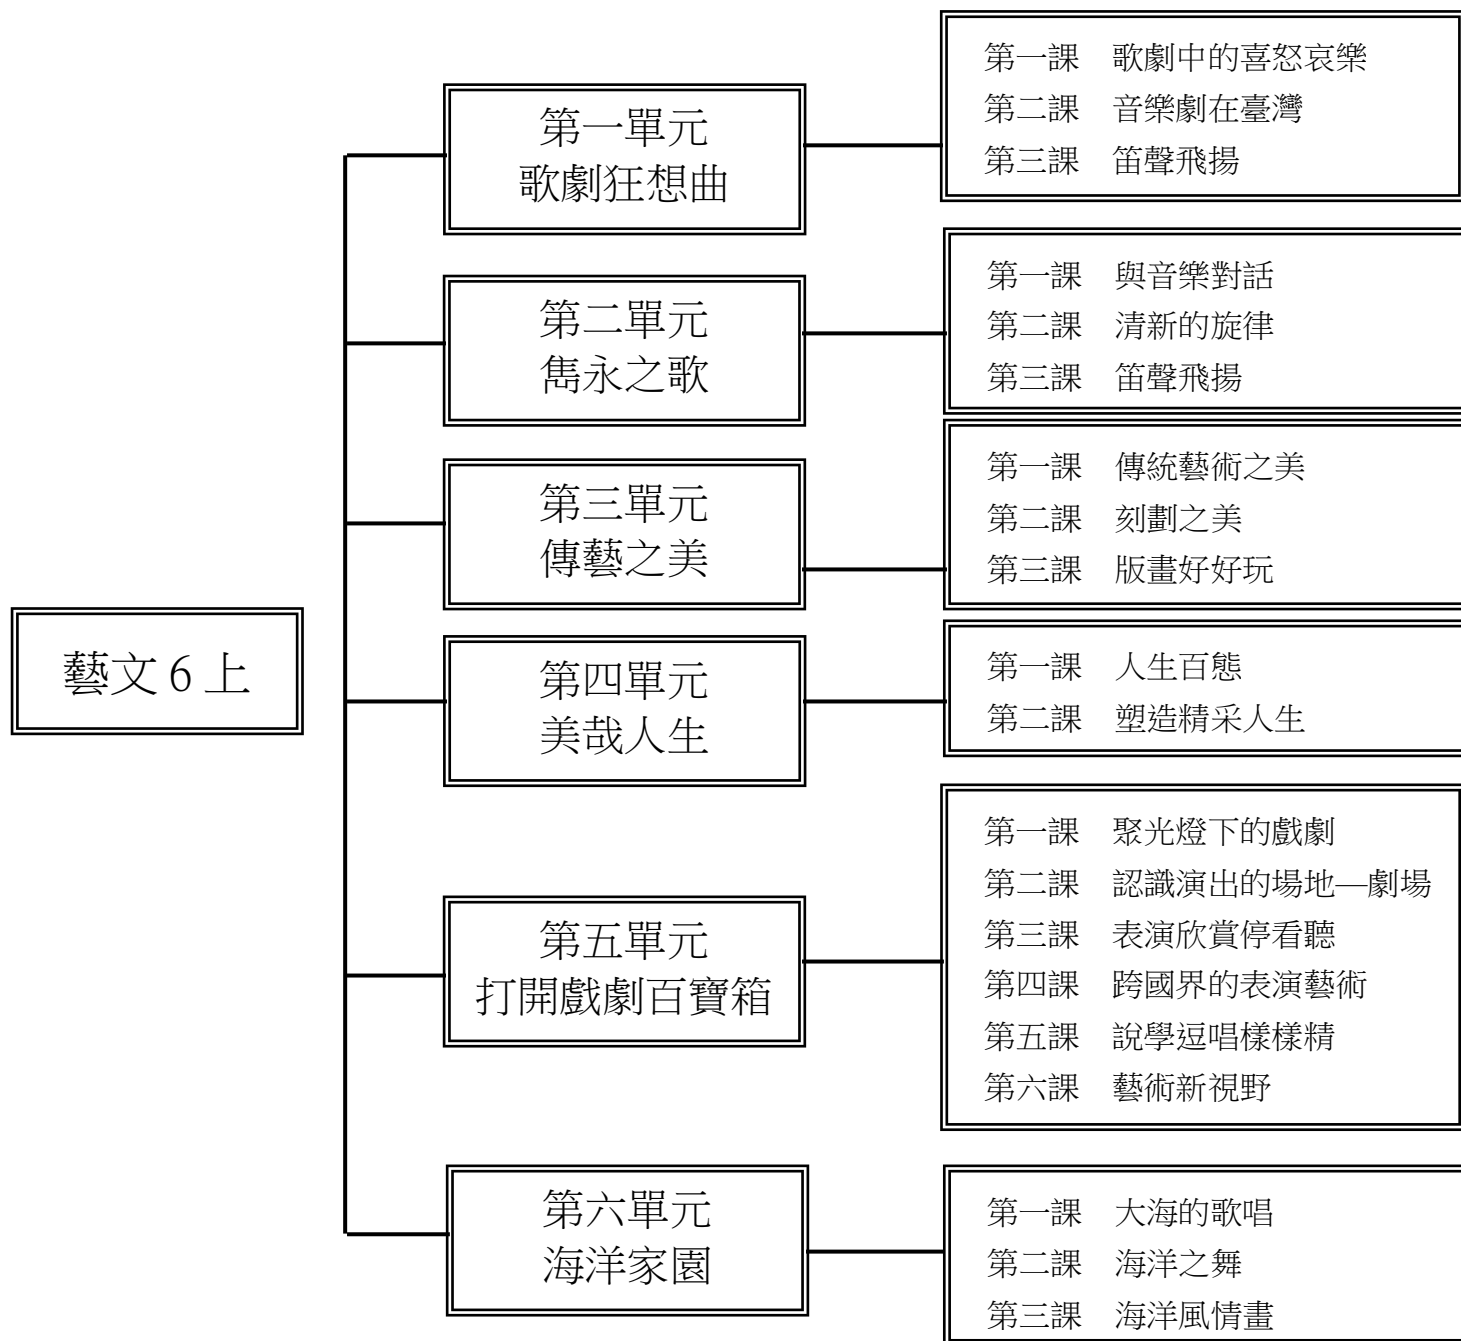 藝文 6 上
第一單元
歌劇狂想曲
第一課　歌劇中的喜怒哀樂
第二課　音樂劇在臺灣
第三課　笛聲飛揚
第二單元
雋永之歌
第一課　與音樂對話
第二課　清新的旋律
第三課　笛聲飛揚
第三單元
傳藝之美
第一課　傳統藝術之美
第二課　刻劃之美
第三課　版畫好好玩
第四單元
美哉人生
第一課　人生百態
第二課　塑造精采人生
第五單元
打開戲劇百寶箱
第一課　聚光燈下的戲劇
第二課　認識演出的場地—劇場
第三課　表演欣賞停看聽
第四課　跨國界的表演藝術
第五課　說學逗唱樣樣精
第六課　藝術新視野
第六單元
海洋家園
第一課　大海的歌唱
第二課　海洋之舞
第三課　海洋風情畫